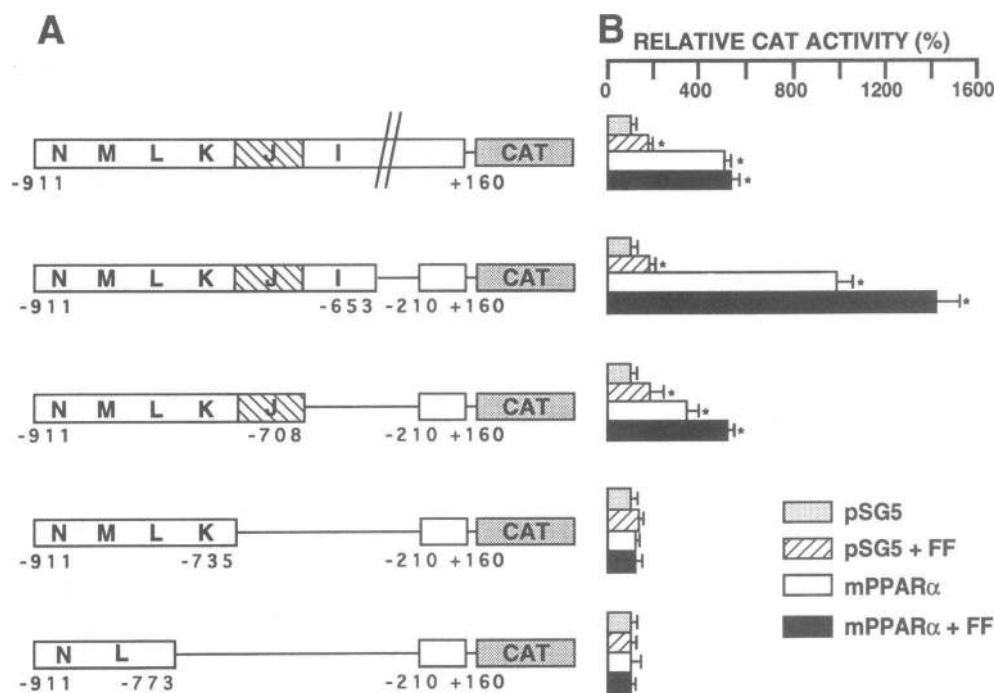 A
B RELATIVE CAT ACTIVITY (%)
0 400 800 1200 1600
N M L K J I CAT
-911 +160
*
*
*
N M L K J I CAT
-911 -653 -210 +160
*
*
*
N M L K J CAT
-911 -708 -210 +160
*
*
*
N M L K CAT
-911 -735 -210 +160
N L CAT
-911 -773 -210 +160
pSG5
pSG5 + FF
mPPARα
mPPARα + FF